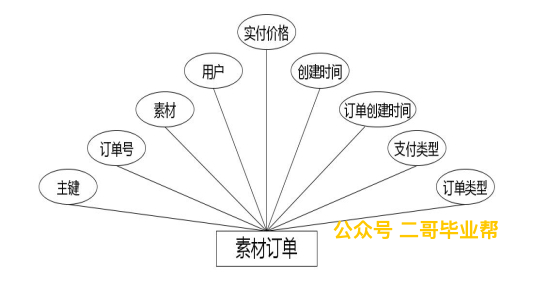 实付价格
用户
创建时间
素材
订单创建时间
订单号
支付类型
主键
订单类型
素材订单
公众号 二哥毕业帮